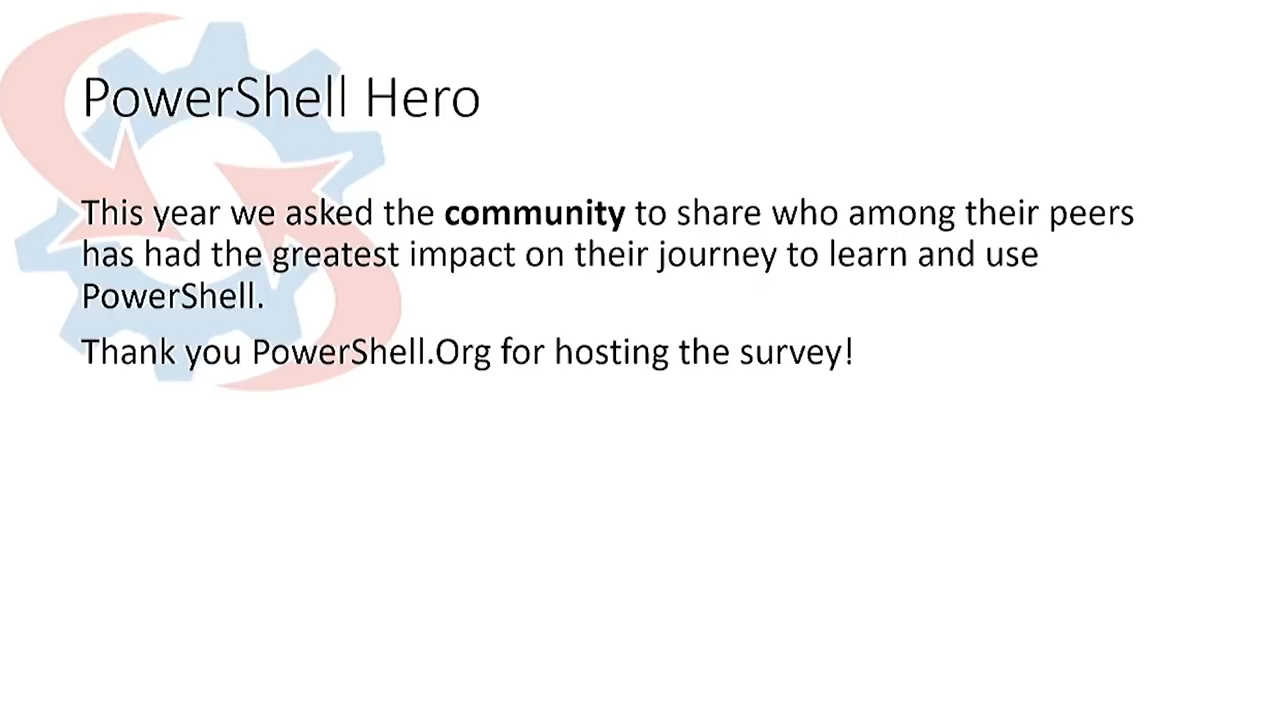 PowerShell Hero
This year we asked the community to share who among their peers
has had the greatest impact on their journey to learn and use
PowerShell.
Thank you PowerShell.Org for hosting the survey!